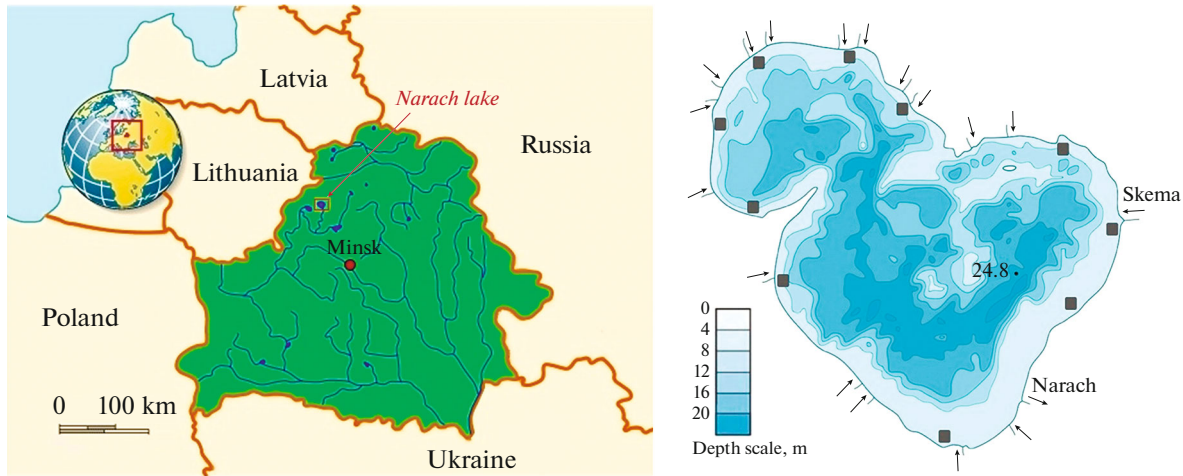 Latvia
Narach lake
Russia
Lithuania
Minsk
Poland
0 100 km
Ukraine
Skema
24.8
0
4
8
12
16
20
Depth scale, m
Narach